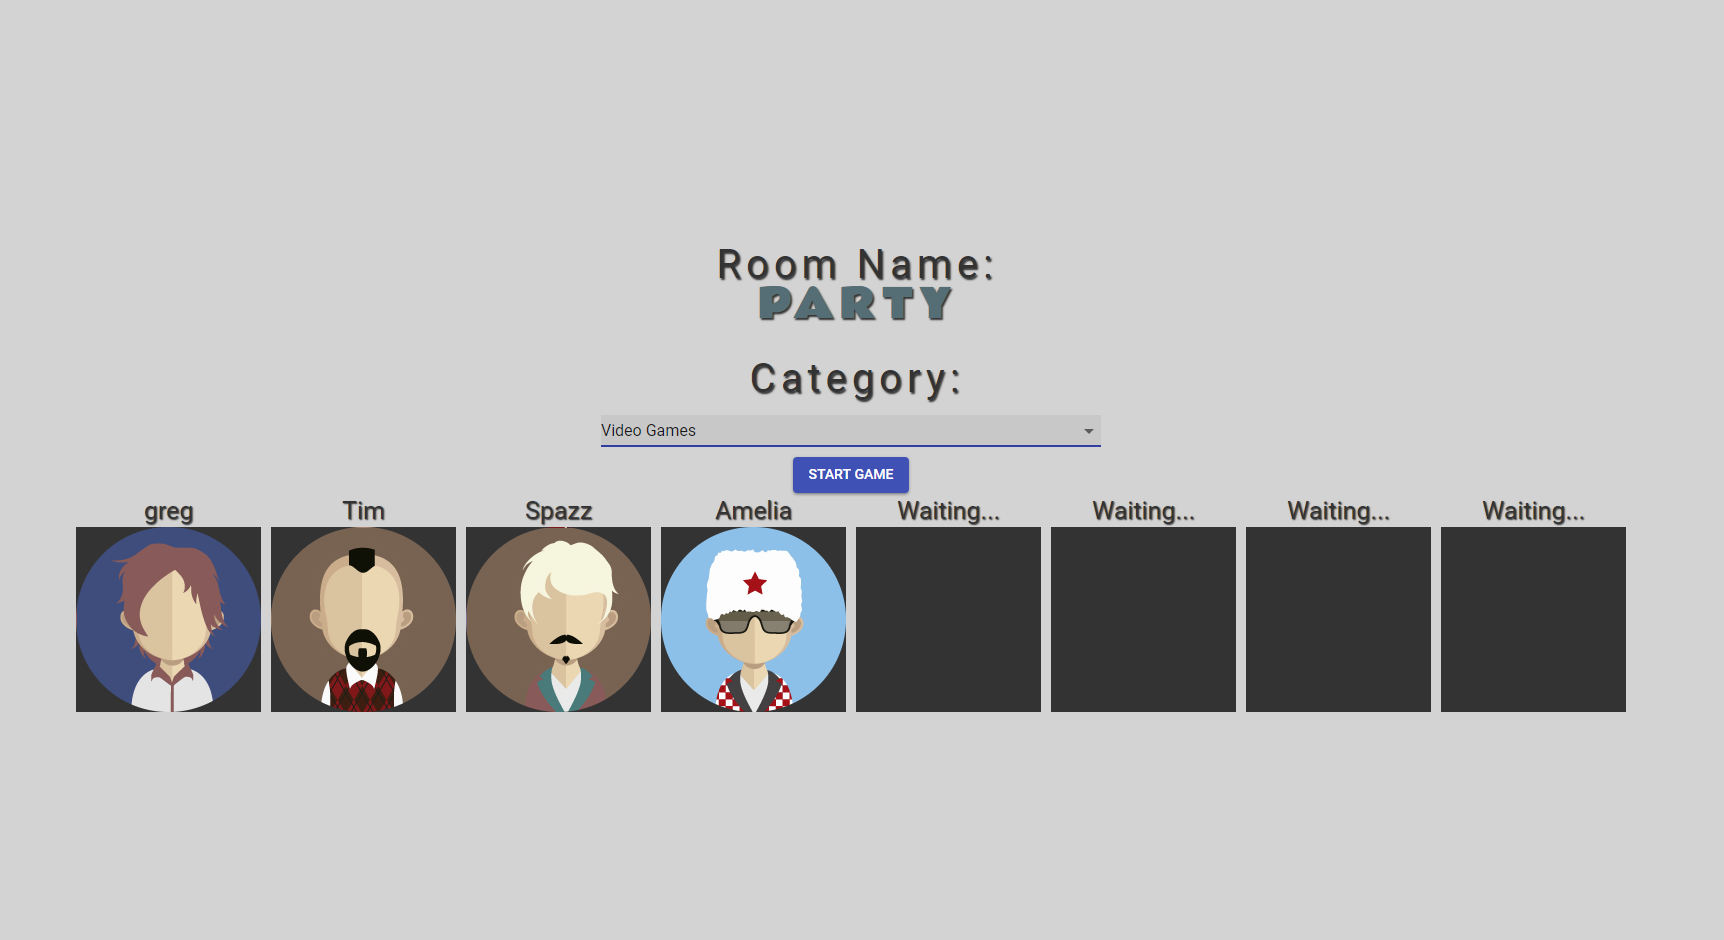 Room Name:
PARTY
Category:
Video Games
START GAME
greg Tim Spazz Amelia Waiting... Waiting... Waiting... Waiting...